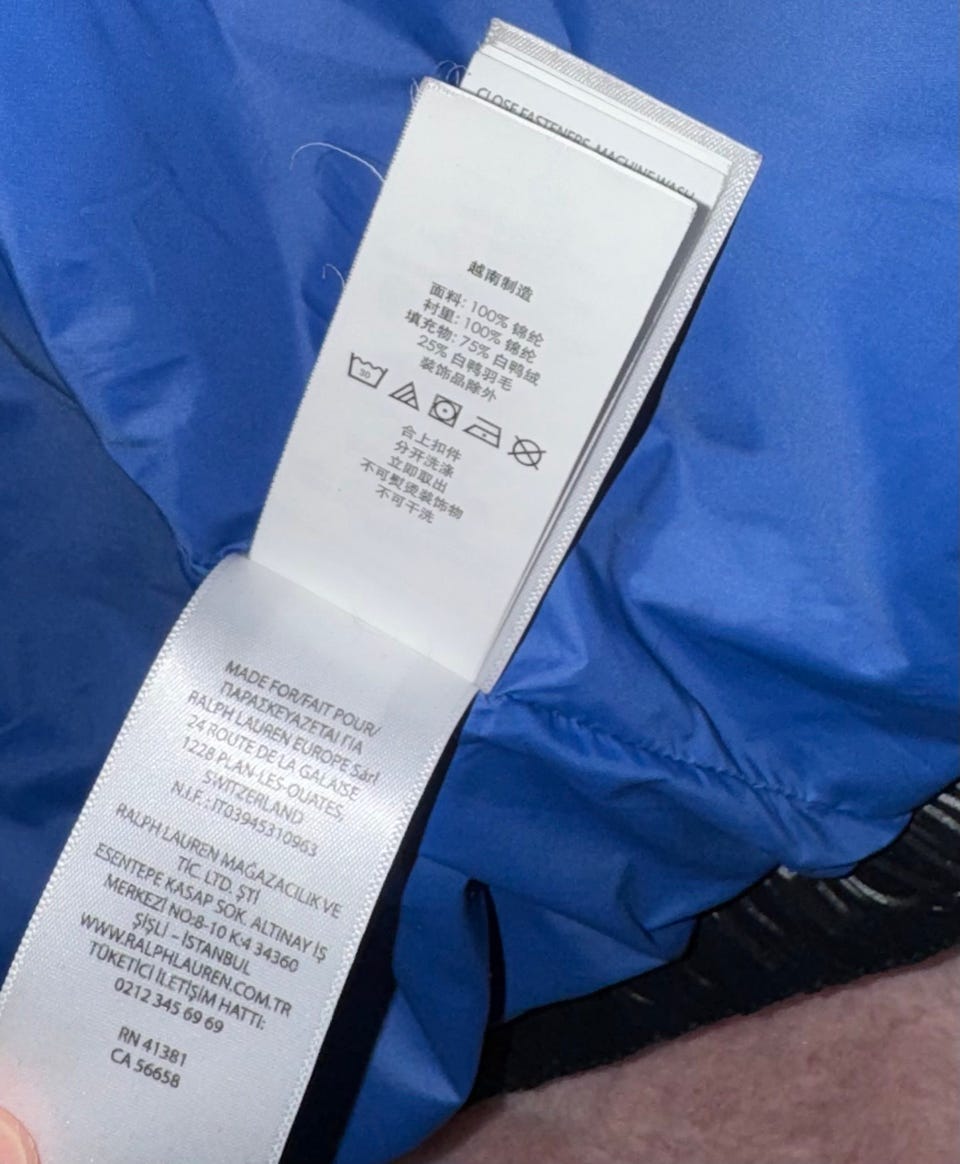 CLOSE FASTENERS, MACHINE WASH
越南制造
面料: 100% 锦纶
衬里: 100% 锦纶
填充物: 75% 白鸭绒
25% 白鸭羽毛
装饰品除外
30
合上扣件
分开洗涤
立即取出
不可熨烫装饰物
不可干洗
MADE FOR/FAIT POUR/
ΠΑΡΑΣΚΕΥΑΖΕΤΑΙ ΓΙΑ
RALPH LAUREN EUROPE Sàrl
24 ROUTE DE LA GALAISE
1228 PLAN-LES-OUATES,
SWITZERLAND
N.I.F.: IT03945310963
RALPH LAUREN MAĞAZACILIK VE
TİC. LTD. ŞTİ
ESENTEPE KASAP SOK. ALTINAY İŞ
MERKEZİ NO:8-10 K:4 34360
ŞİŞLİ – İSTANBUL
WWW.RALPHLAUREN.COM.TR
TÜKETİCİ İLETİŞİM HATTI:
0212 345 69 69
RN 41381
CA 56658